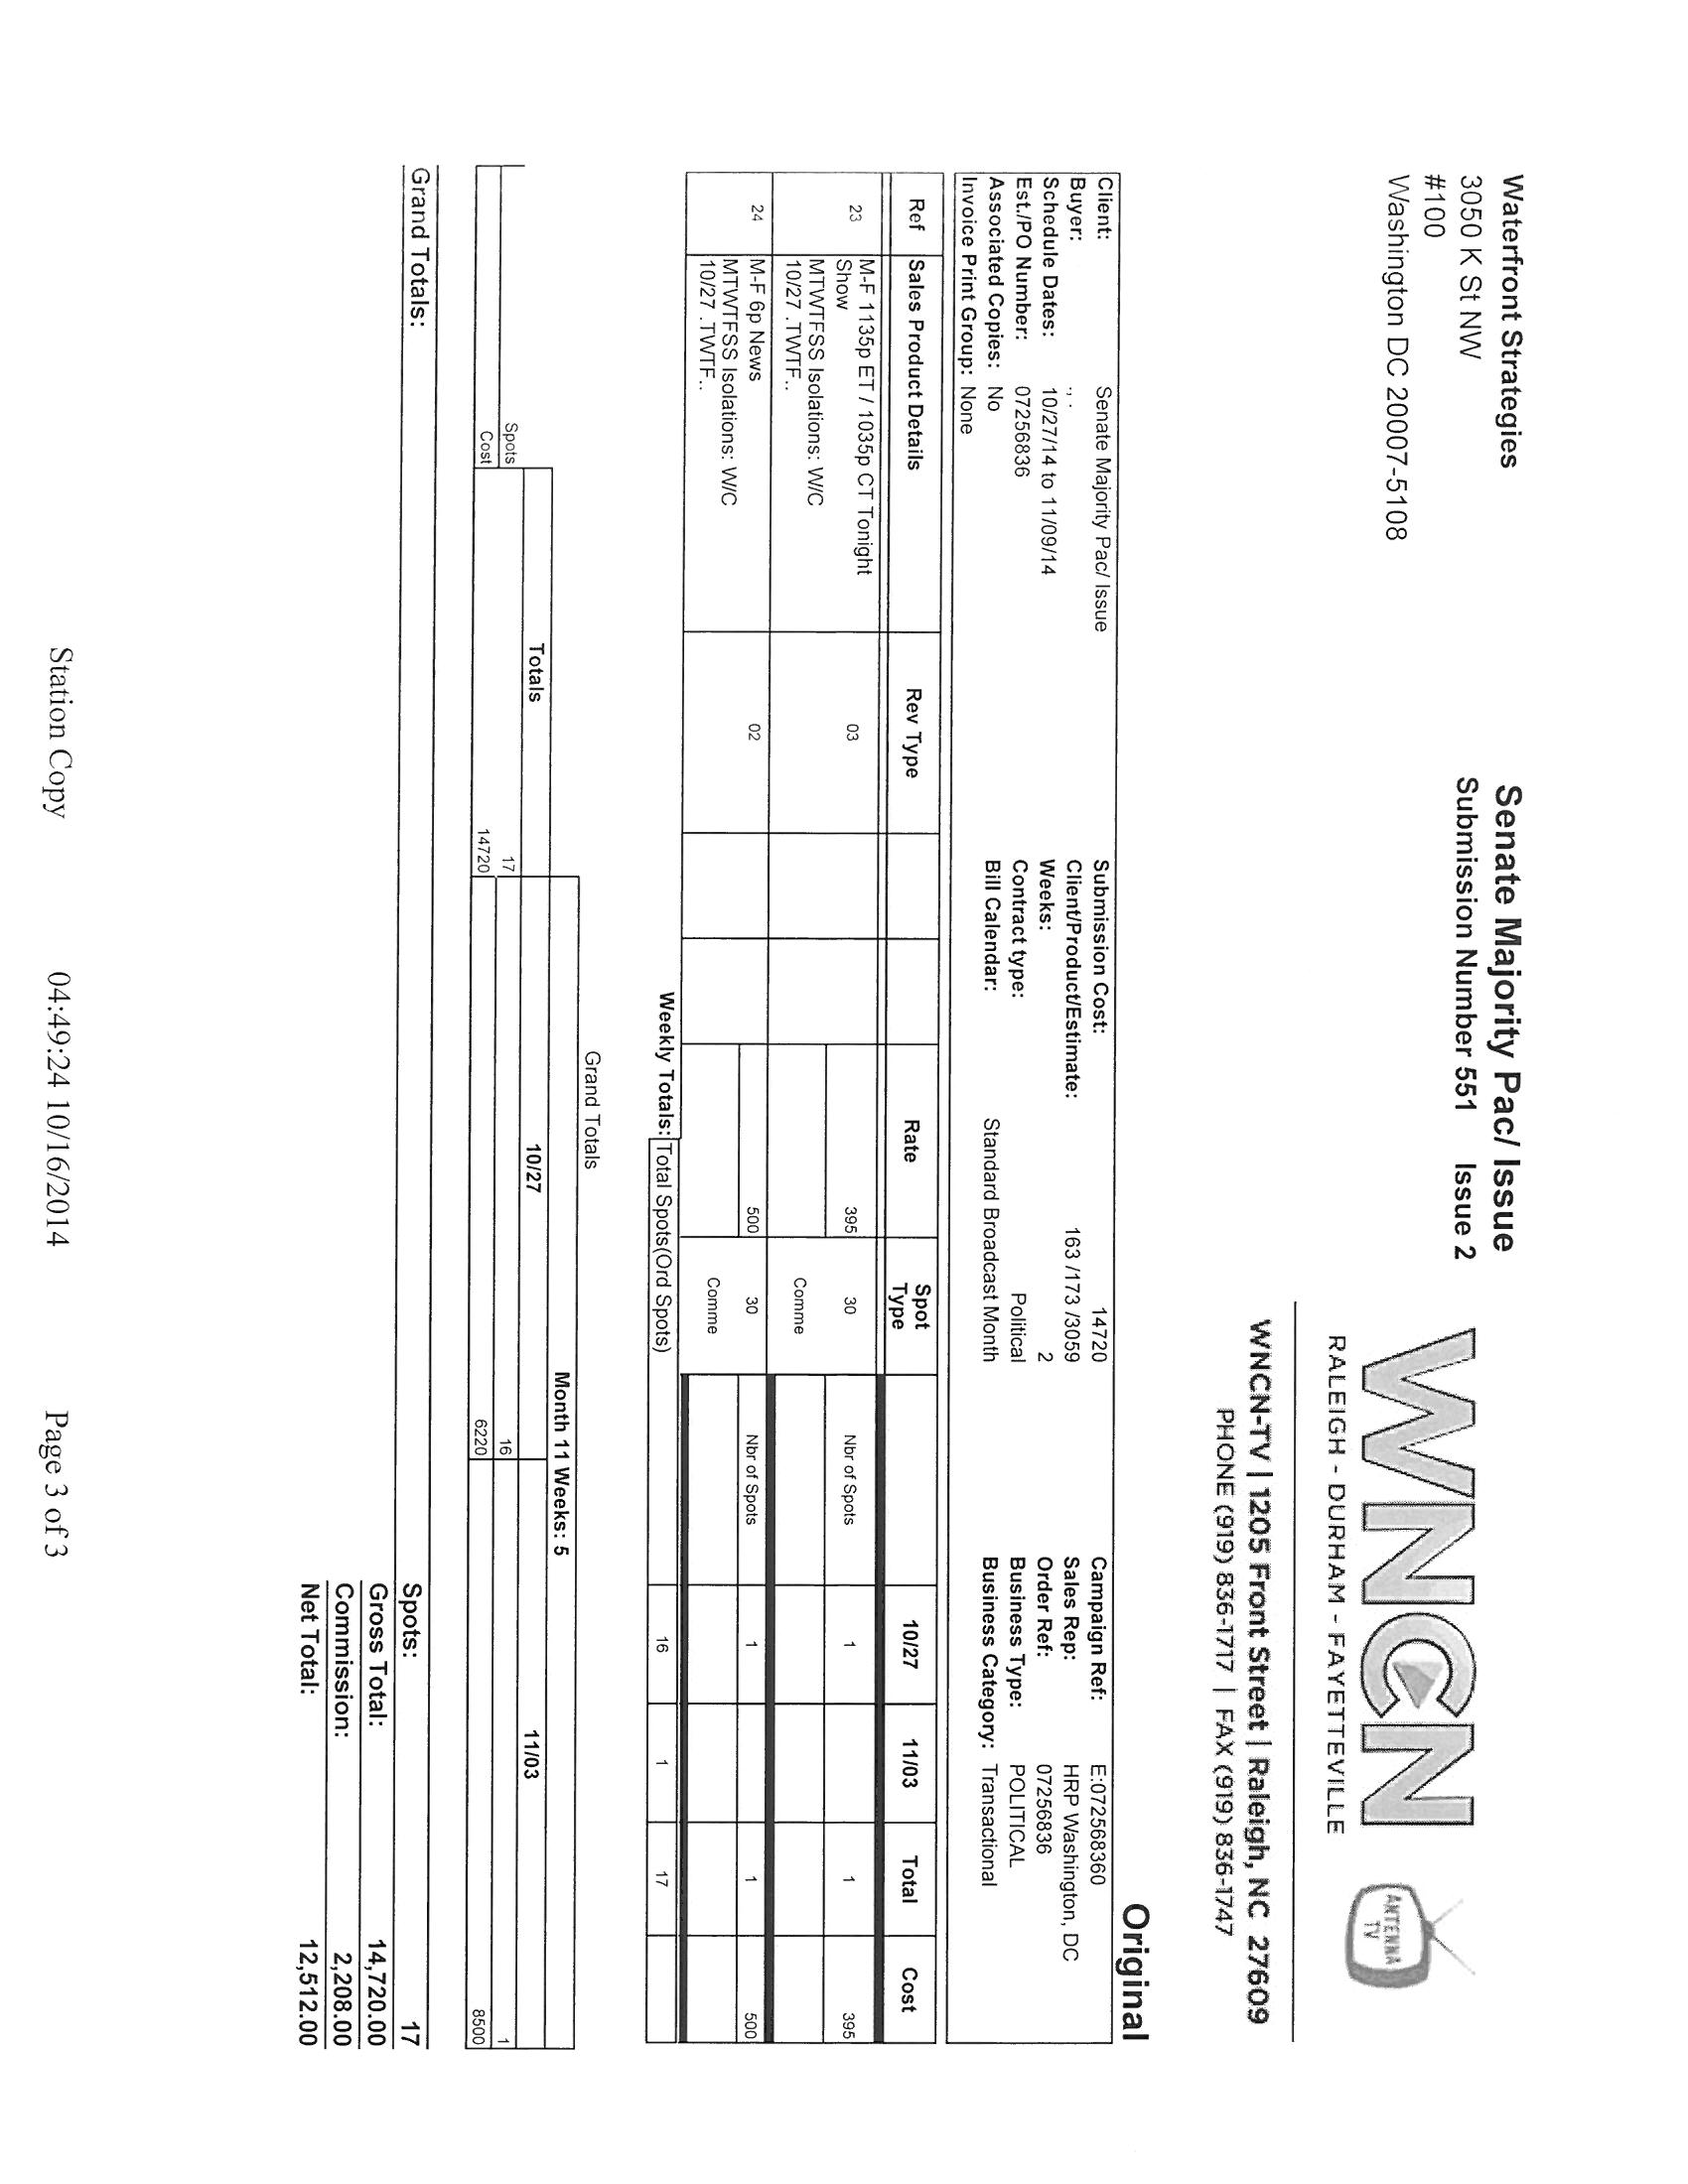 Waterfront Strategies
3050 K St NW
#100
Washington DC 20007-5108
Senate Majority Pac/ Issue
Submission Number 551 Issue 2
WNCN
ANTENNA TV
RALEIGH - DURHAM - FAYETTEVILLE
WNCN-TV | 1205 Front Street | Raleigh, NC 27609
PHONE (919) 836-1717 | FAX (919) 836-1747
Original
Client: Senate Majority Pac/ Issue Submission Cost: 14720 Campaign Ref: E:072568360
Buyer: ., . Client/Product/Estimate: 163 /173 /3059 Sales Rep: HRP Washington, DC
Schedule Dates: 10/27/14 to 11/09/14 Weeks: 2 Order Ref: 07256836
Est./PO Number: 07256836 Contract type: Political Business Type: POLITICAL
Associated Copies: No Bill Calendar: Standard Broadcast Month Business Category: Transactional
Invoice Print Group: None
Ref Sales Product Details Rev Type Rate Spot Type 10/27 11/03 Total Cost
23 M-F 1135p ET / 1035p CT Tonight 03 395 30 Nbr of Spots 1 1 395
Show
MTWTFSS Isolations: W/C Comme
10/27 .TWTF..
24 M-F 6p News 02 500 30 Nbr of Spots 1 1 500
MTWTFSS Isolations: W/C Comme
10/27 .TWTF..
Weekly Totals: Total Spots(Ord Spots) 16 1 17
Grand Totals
Month 11 Weeks: 5
Totals 10/27 11/03
Spots 17 16 1
Cost 14720 6220 8500
Grand Totals: Spots: 17
Gross Total: 14,720.00
Commission: 2,208.00
Net Total: 12,512.00
Station Copy 04:49:24 10/16/2014 Page 3 of 3